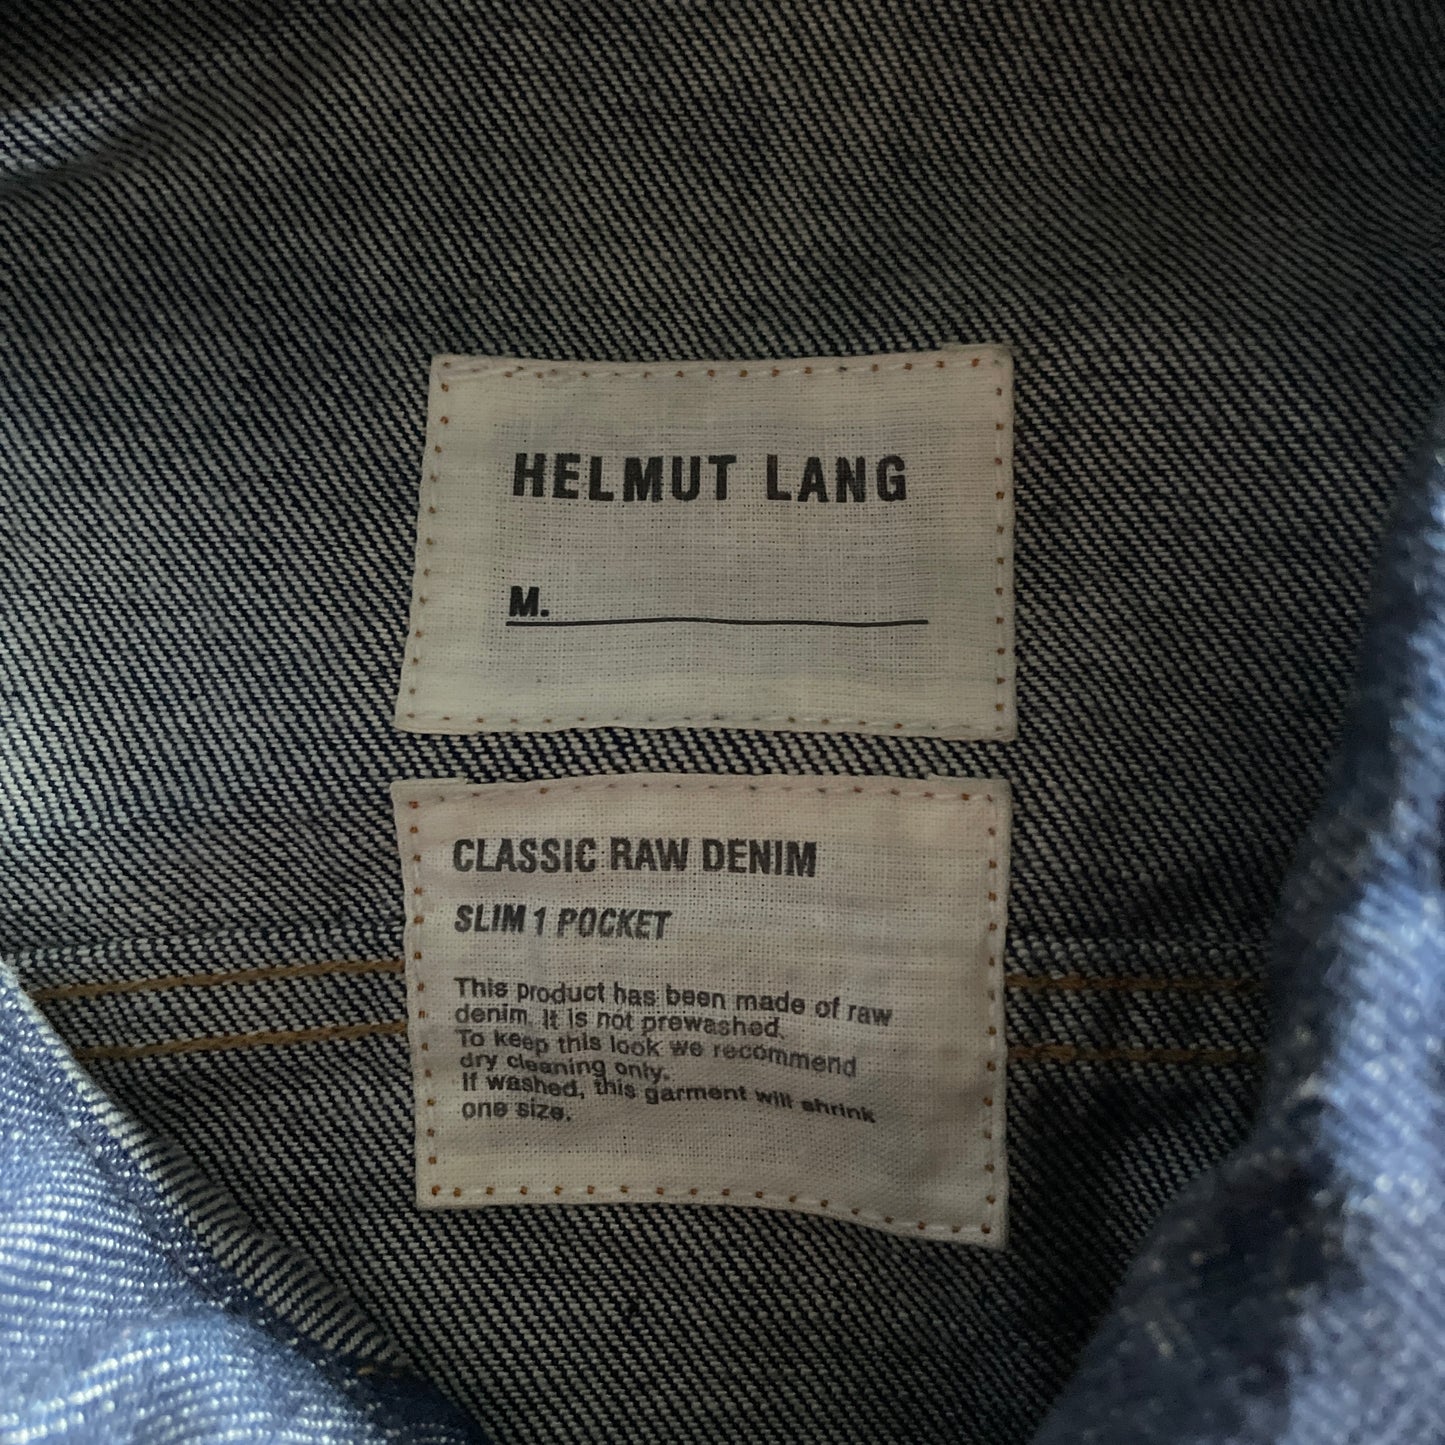 HELMUT LANG
M.
CLASSIC RAW DENIM
SLIM 1 POCKET
This product has been made of raw
denim. It is not prewashed.
To keep this look we recommend
dry cleaning only.
If washed, this garment will shrink
one size.